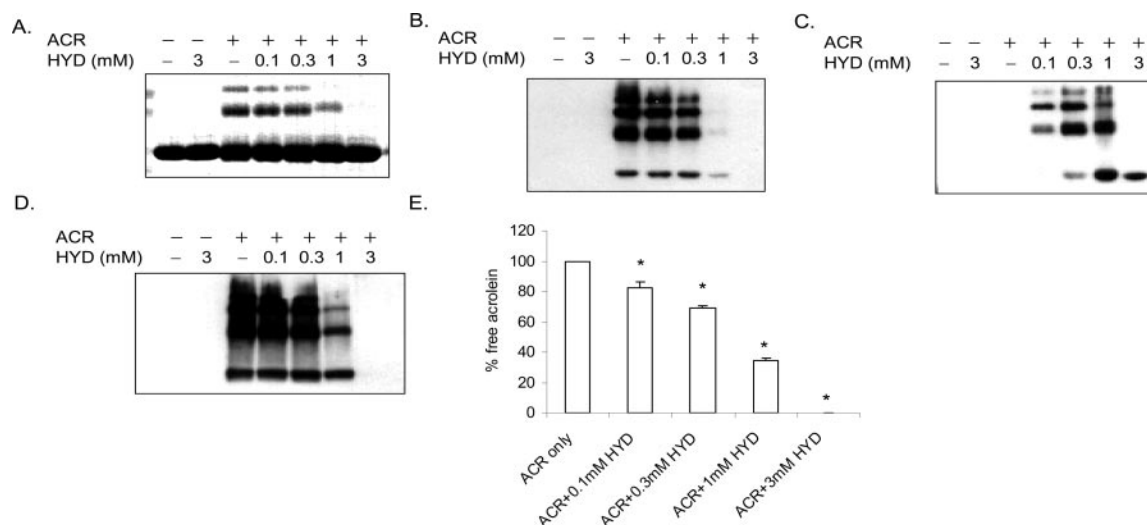 A.
ACR – – + + + + +
HYD (mM) – 3 – 0.1 0.3 1 3
B.
ACR – – + + + + +
HYD (mM) – 3 – 0.1 0.3 1 3
C.
ACR – – + + + + +
HYD (mM) – 3 – 0.1 0.3 1 3
D.
ACR – – + + + + +
HYD (mM) – 3 – 0.1 0.3 1 3
E.
% free acrolein
120
100
80
60
40
20
0
* * * *
ACR only
ACR+0.1mM HYD
ACR+0.3mM HYD
ACR+1mM HYD
ACR+3mM HYD